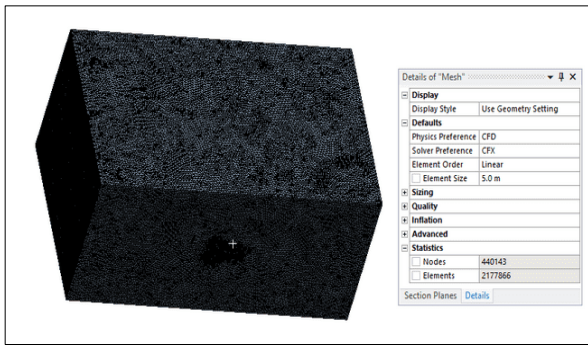 Details of "Mesh"
Display
Display Style Use Geometry Setting
Defaults
Physics Preference CFD
Solver Preference CFX
Element Order Linear
Element Size 5.0 m
Sizing
Quality
Inflation
Advanced
Statistics
Nodes 440143
Elements 2177866
Section Planes Details